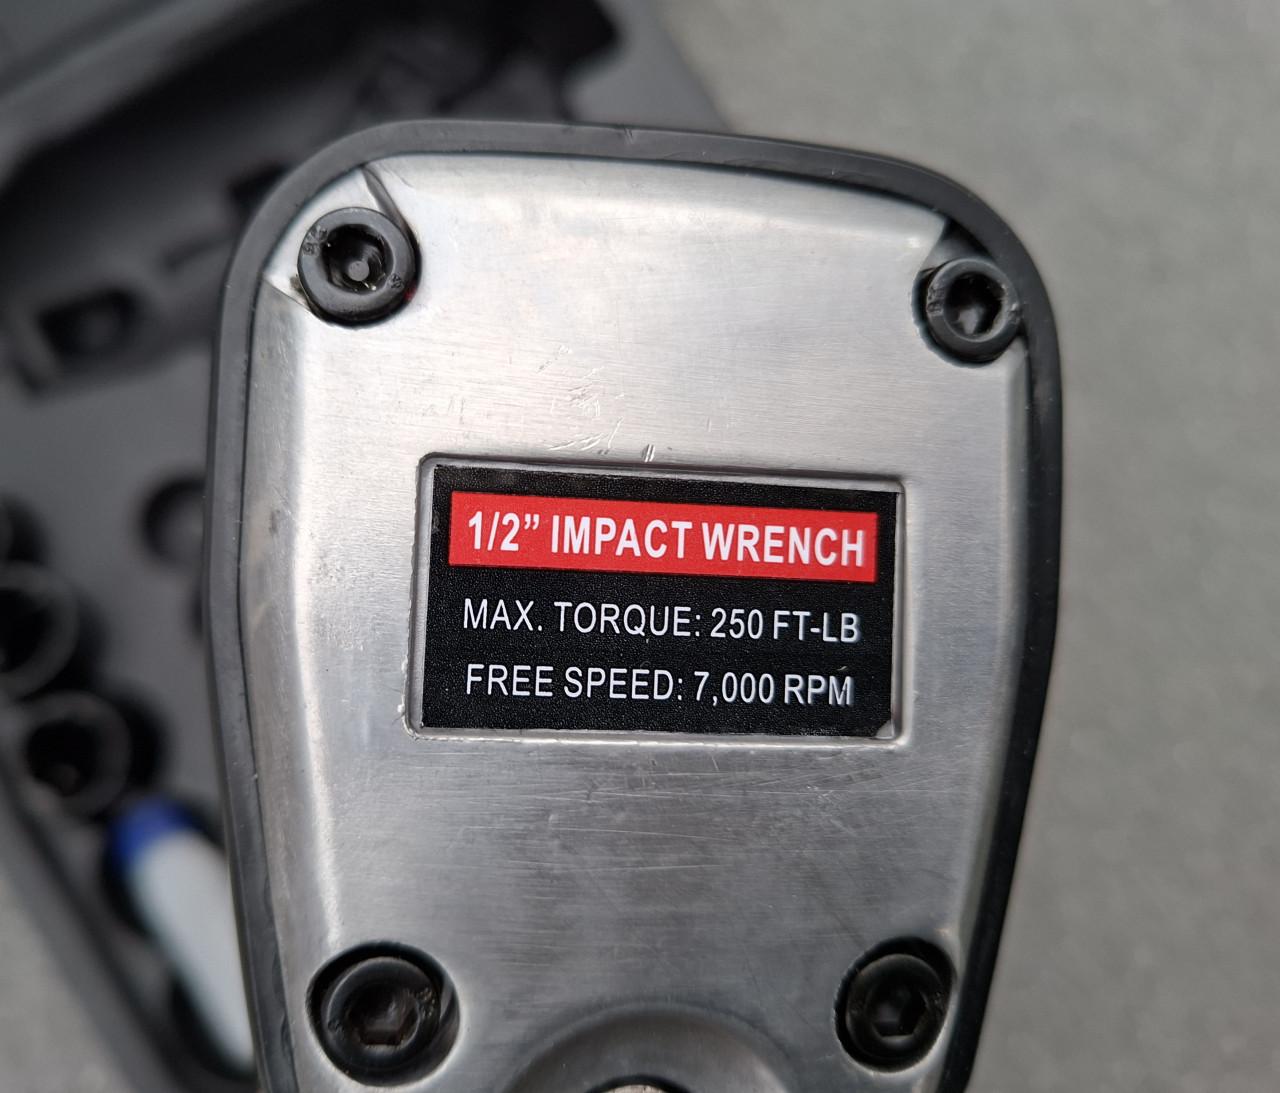 1/2” IMPACT WRENCH
MAX. TORQUE: 250 FT-LB
FREE SPEED: 7,000 RPM